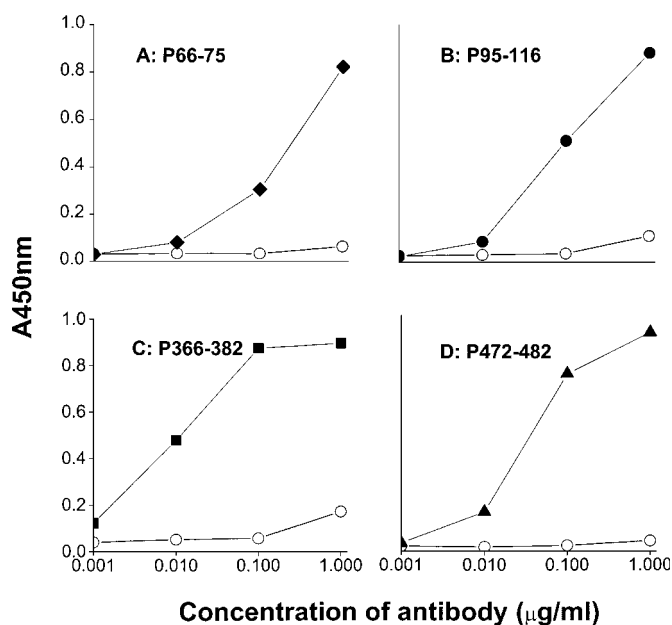 A: P66-75
B: P95-116
1.0
0.8
0.6
0.4
0.2
0.0
C: P366-382
D: P472-482
1.0
0.8
0.6
0.4
0.2
0.0
A450nm
0.001 0.010 0.100 1.000 0.001 0.010 0.100 1.000
Concentration of antibody (μg/ml)